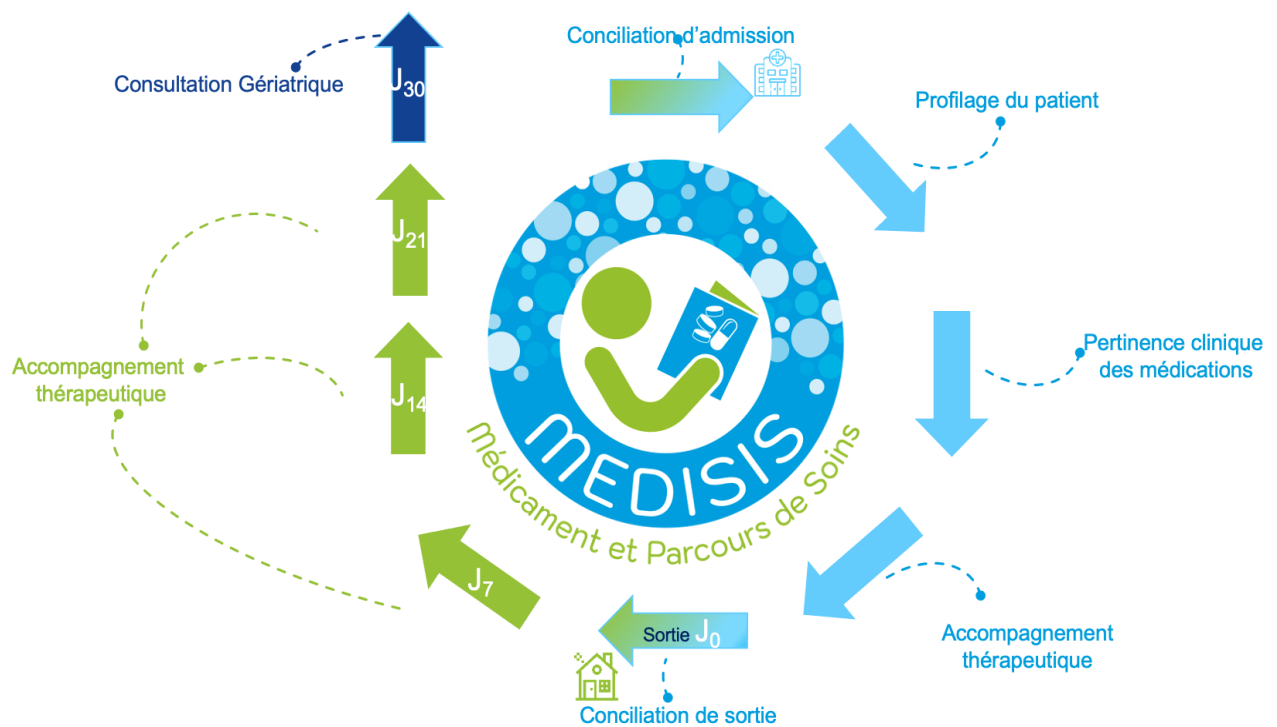 Conciliation d’admission
Consultation Gériatrique
J30
Profilage du patient
J21
Pertinence clinique
des médications
Accompagnement
thérapeutique
J14
MEDISIS
Médicament et Parcours de Soins
J7
Sortie J0
Accompagnement
thérapeutique
Conciliation de sortie